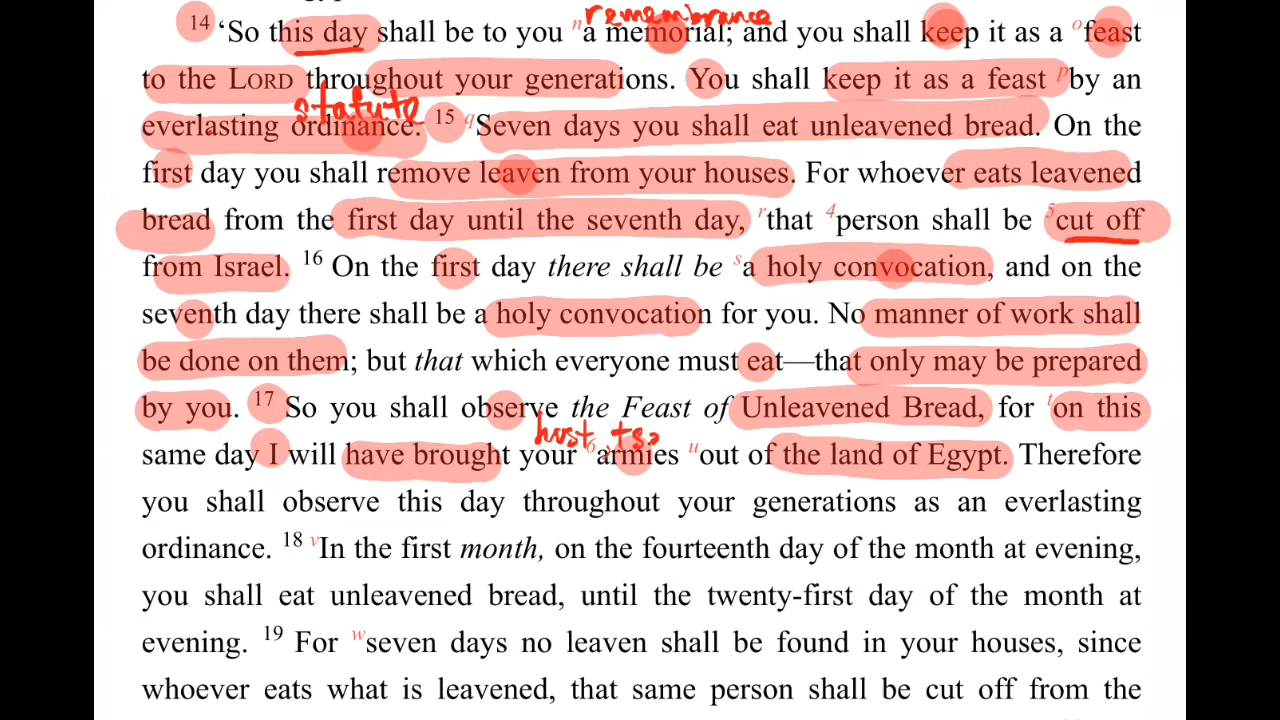 remembrance
14 ‘So this day shall be to you n a memorial; and you shall keep it as a o feast
to the LORD throughout your generations. You shall keep it as a feast p by an
statute
everlasting ordinance. 15 q Seven days you shall eat unleavened bread. On the
first day you shall remove leaven from your houses. For whoever eats leavened
bread from the first day until the seventh day, r that 4 person shall be 5 cut off
from Israel. 16 On the first day there shall be s a holy convocation, and on the
seventh day there shall be a holy convocation for you. No manner of work shall
be done on them; but that which everyone must eat—that only may be prepared
by you. 17 So you shall observe the Feast of Unleavened Bread, for t on this
host
same day I will have brought your 6 armies u out of the land of Egypt. Therefore
you shall observe this day throughout your generations as an everlasting
ordinance. 18 v In the first month, on the fourteenth day of the month at evening,
you shall eat unleavened bread, until the twenty-first day of the month at
evening. 19 For w seven days no leaven shall be found in your houses, since
whoever eats what is leavened, that same person shall be cut off from the